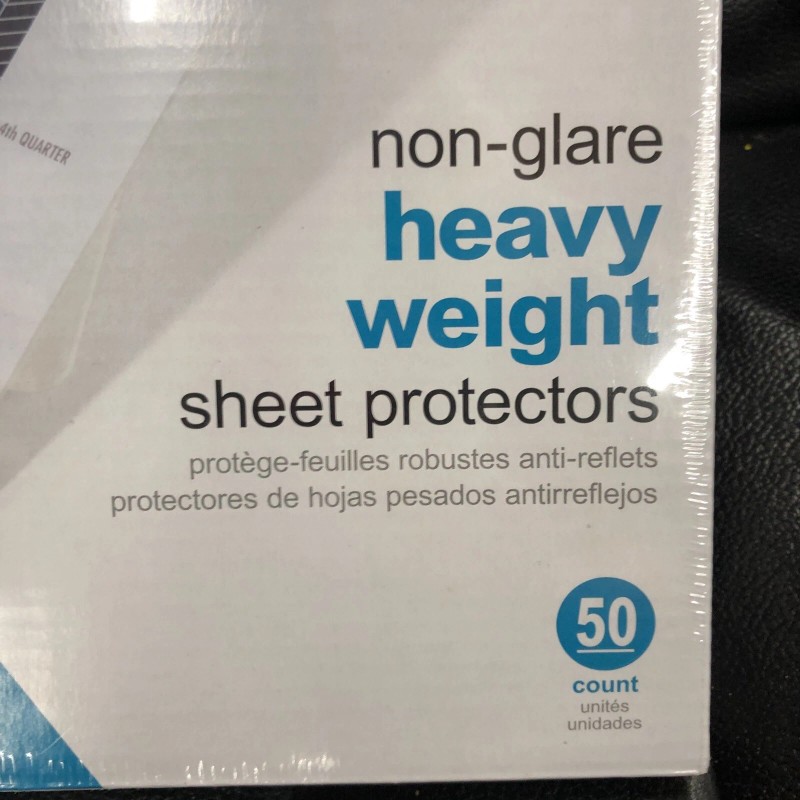 4th QUARTER
non-glare
heavy
weight
sheet protectors
protège-feuilles robustes anti-reflets
protectores de hojas pesados antirreflejos
50
count
unités
unidades